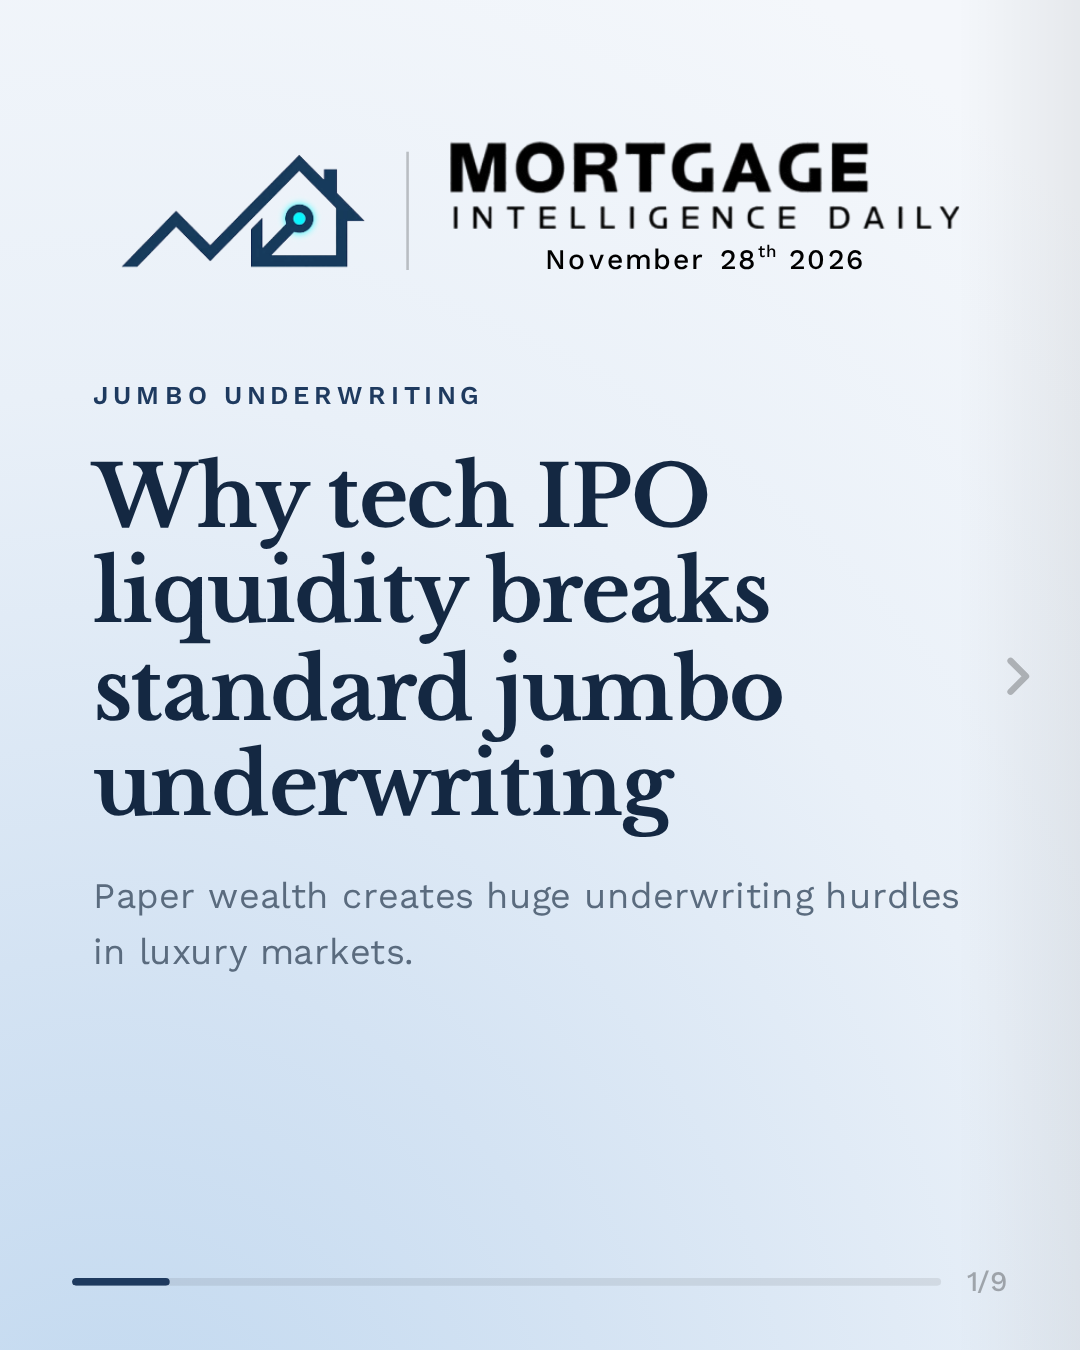 MORTGAGE
INTELLIGENCE DAILY
November 28th 2026
JUMBO UNDERWRITING
Why tech IPO
liquidity breaks
standard jumbo
underwriting
Paper wealth creates huge underwriting hurdles
in luxury markets.
1/9